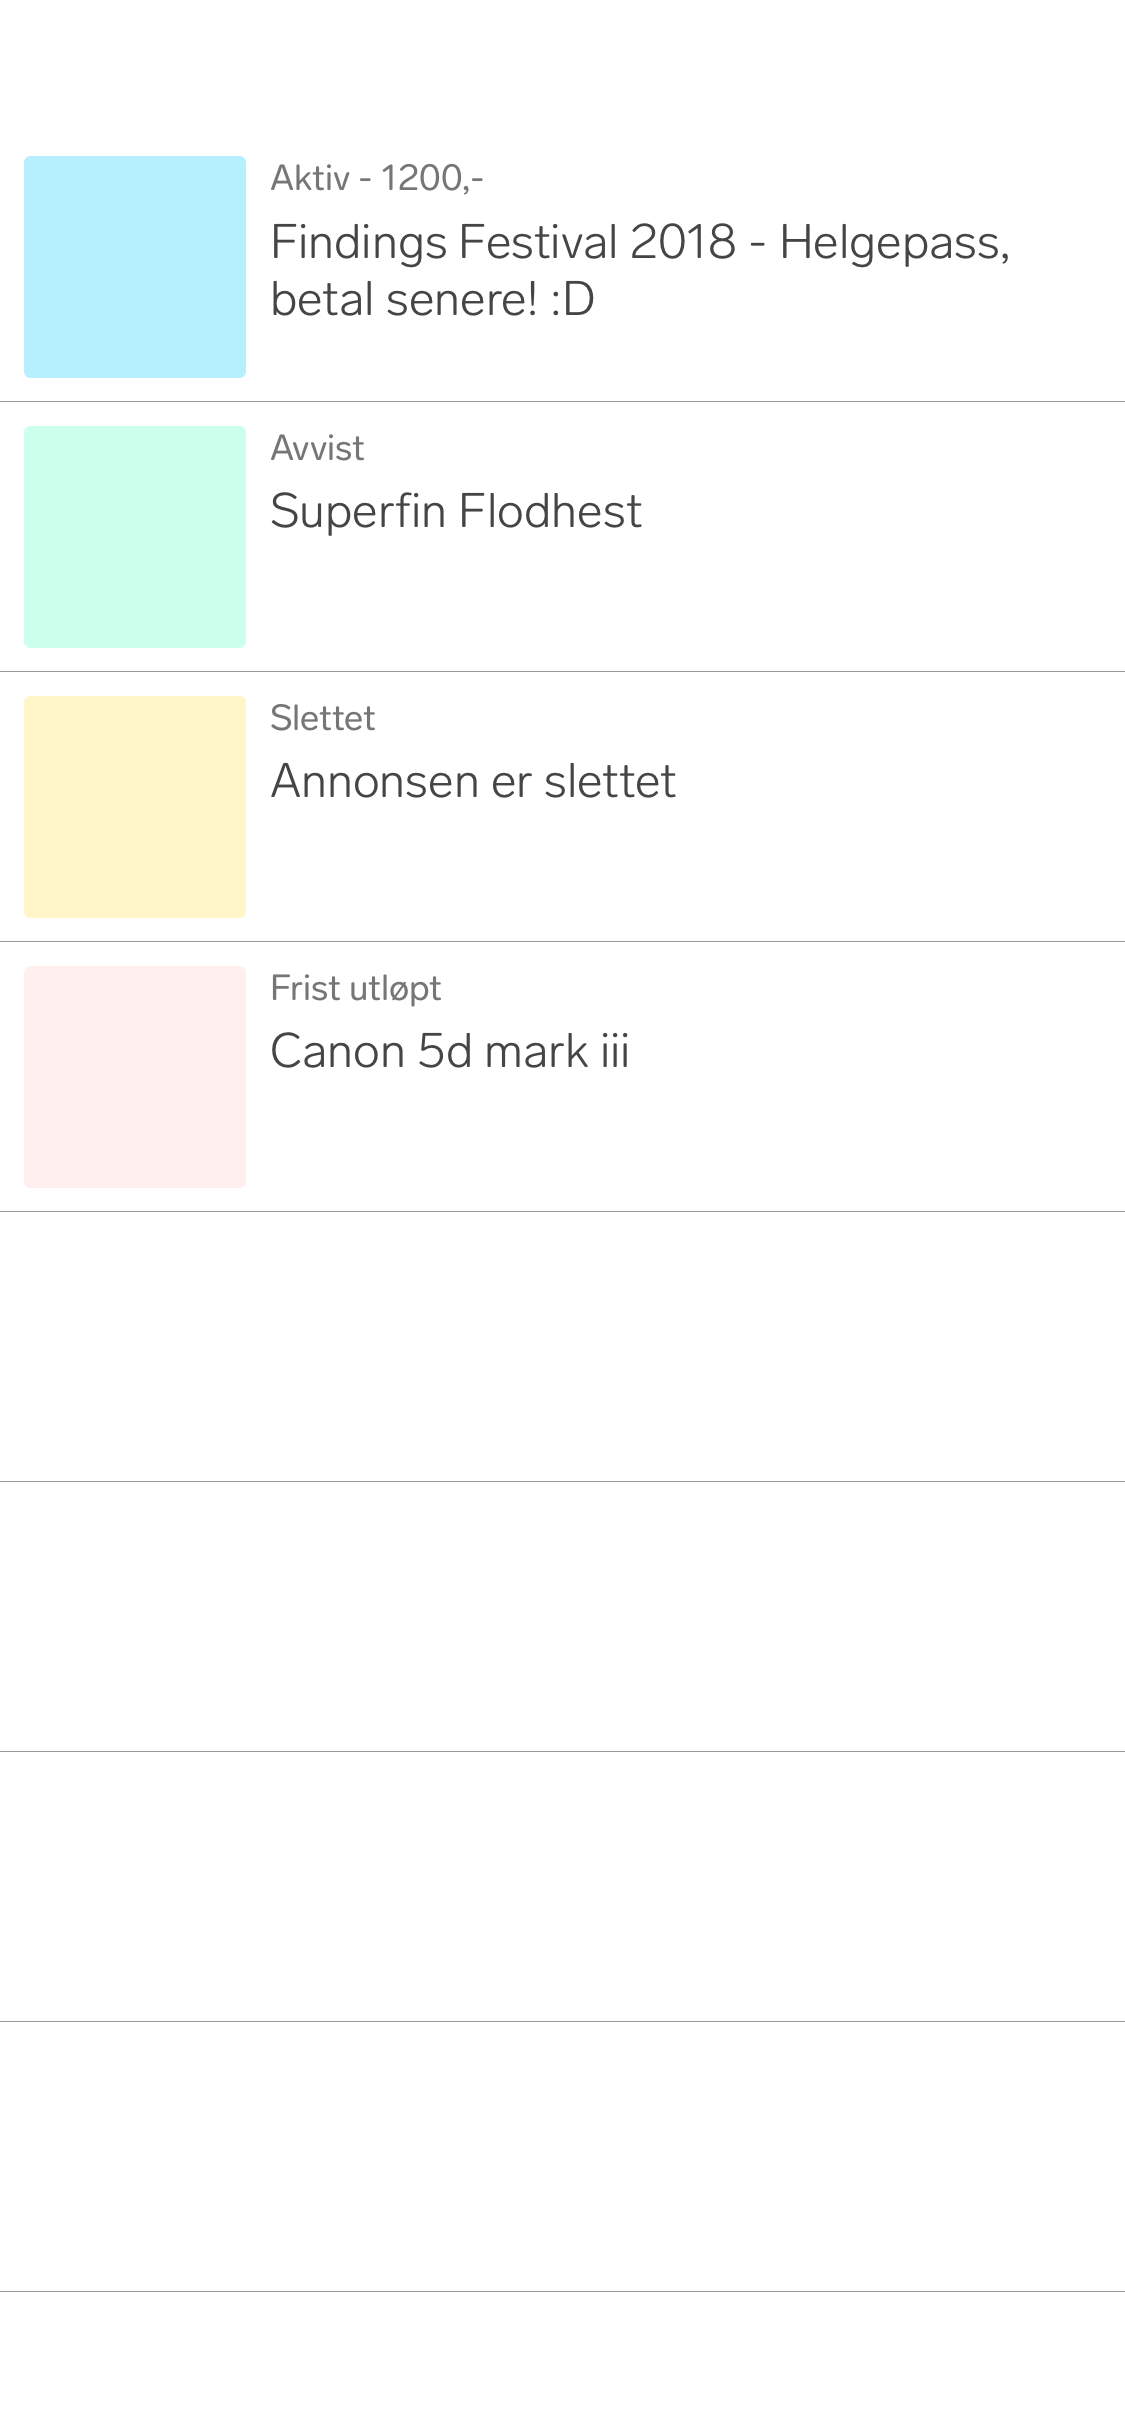 Aktiv - 1200,-
Findings Festival 2018 - Helgepass,
betal senere! :D
Avvist
Superfin Flodhest
Slettet
Annonsen er slettet
Frist utløpt
Canon 5d mark iii